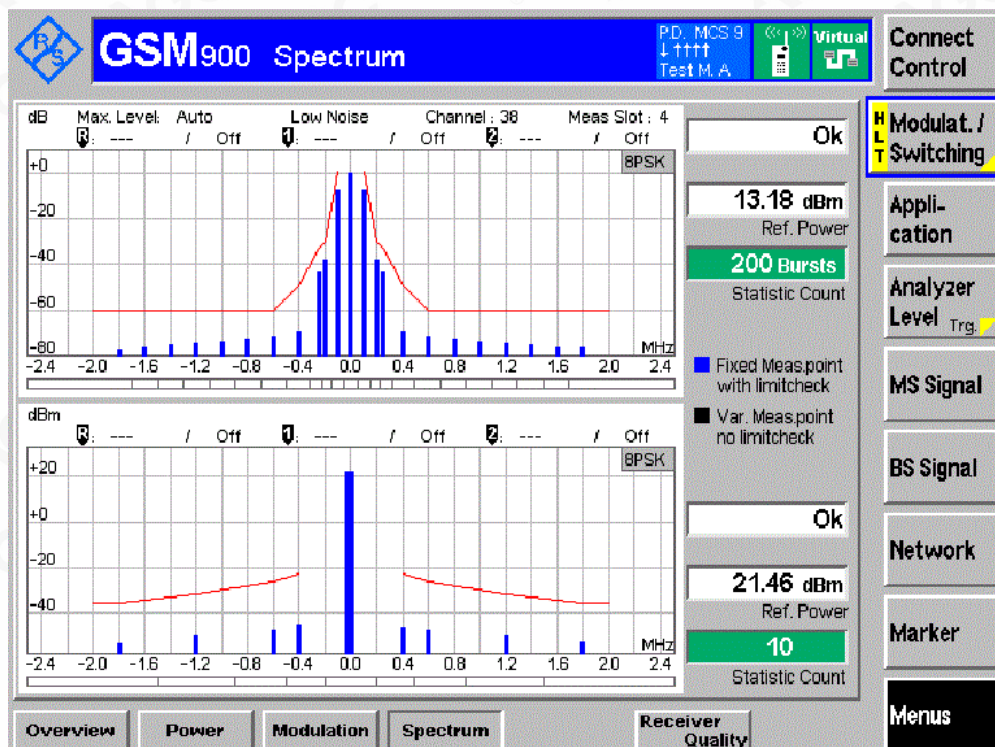 R/S
GSM900 Spectrum
P.D. MCS 9
↓ ↑↑↑↑
Test M. A.
Virtual
Connect
Control
dB Max. Level: Auto Low Noise Channel : 38 Meas Slot : 4
R: --- / Off 1: --- / Off 2: --- / Off
8PSK
+0
-20
-40
-60
-80
MHz
-2.4 -2.0 -1.6 -1.2 -0.8 -0.4 0.0 0.4 0.8 1.2 1.6 2.0 2.4
Ok
13.18 dBm
Ref. Power
200 Bursts
Statistic Count
Fixed Meas.point
with limitcheck
Var. Meas.point
no limitcheck
dBm
R: --- / Off 1: --- / Off 2: --- / Off
8PSK
+20
+0
-20
-40
MHz
-2.4 -2.0 -1.6 -1.2 -0.8 -0.4 0.0 0.4 0.8 1.2 1.6 2.0 2.4
Ok
21.46 dBm
Ref. Power
10
Statistic Count
HLT
Modulat. /
Switching
Appli-
cation
Analyzer
Level Trg.
MS Signal
BS Signal
Network
Marker
Menus
Overview
Power
Modulation
Spectrum
Receiver
Quality